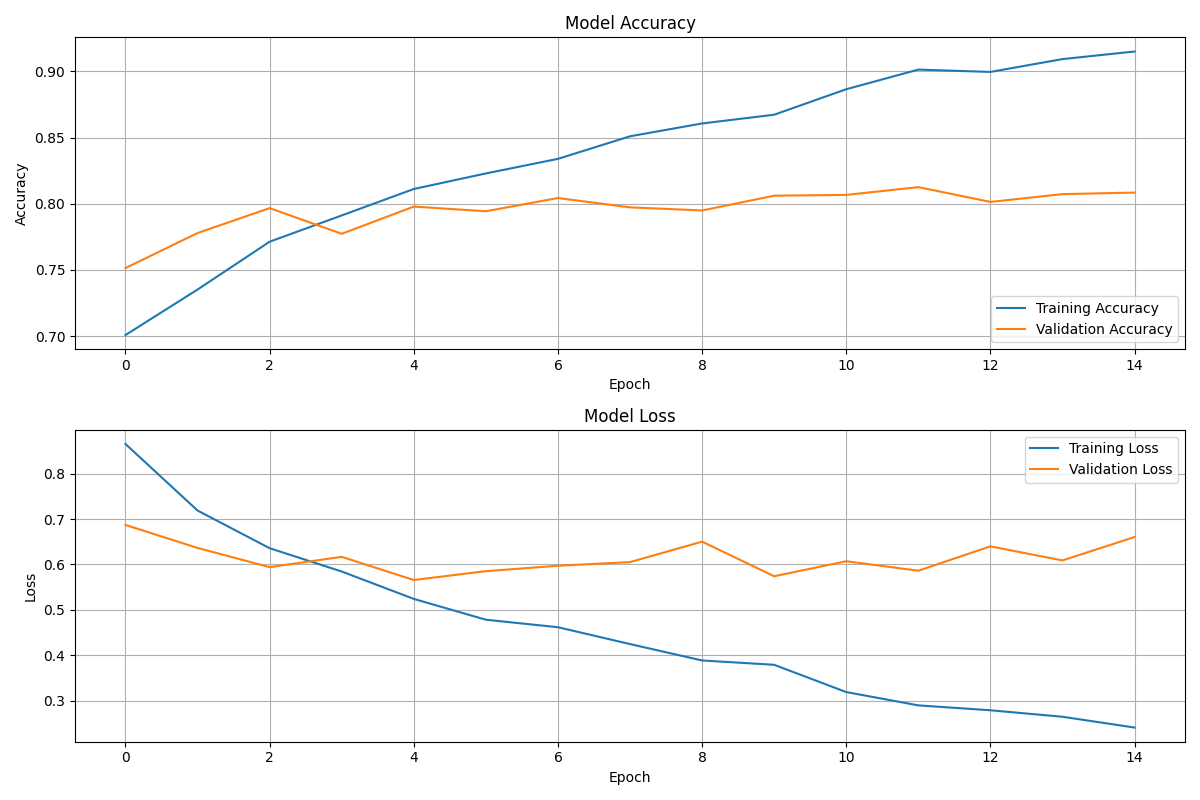 Model Accuracy
Accuracy
0.90
0.85
0.80
0.75
0.70
Training Accuracy
Validation Accuracy
0 2 4 6 8 10 12 14
Epoch
Model Loss
Loss
0.8
0.7
0.6
0.5
0.4
0.3
Training Loss
Validation Loss
0 2 4 6 8 10 12 14
Epoch